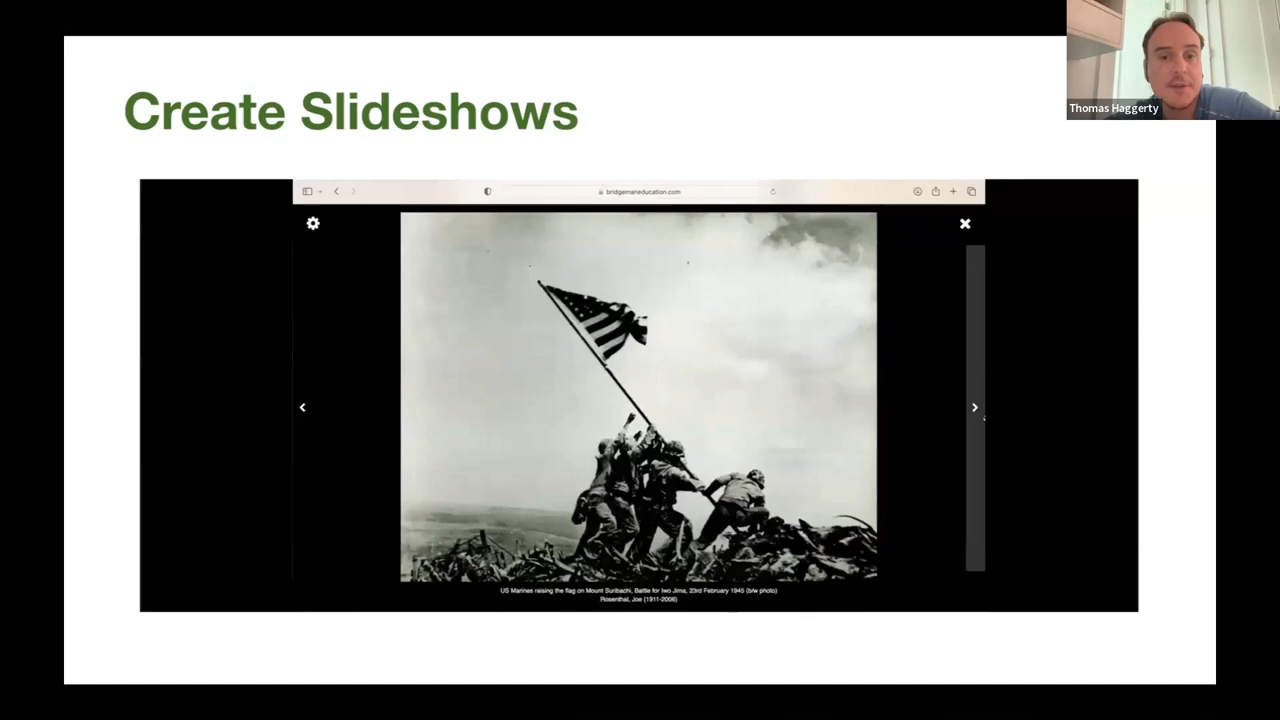 Create Slideshows
Thomas Haggerty
bridgemaneducation.com
US Marines raising the flag on Mount Suribachi, Battle for Iwo Jima, 23rd February 1945 (b/w photo)
Rosenthal, Joe (1911-2006)